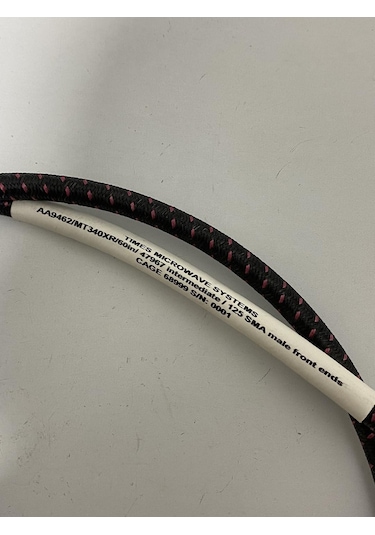 TIMES MICROWAVE SYSTEMS
AA9462/MT340XR/60in/ 47967 intermediate / 125 SMA male front ends
CAGE 68999 S/N: 0001